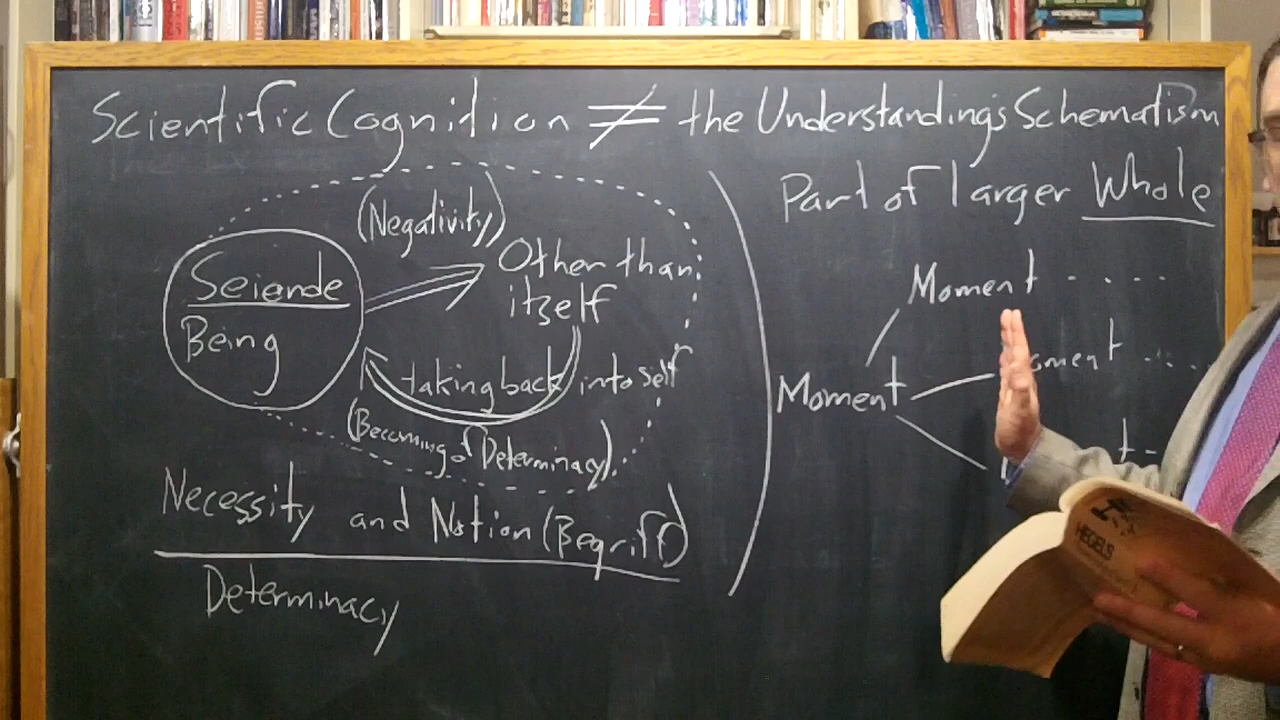 Scientific Cognition ≠ the Understanding's Schematism
(Negativity)
Seiende
Being
Other than
itself
taking back into self
(Becoming of Determinacy)
Necessity and Notion (Begriff)
Determinacy
Part of larger Whole
Moment
Moment
HEGELS